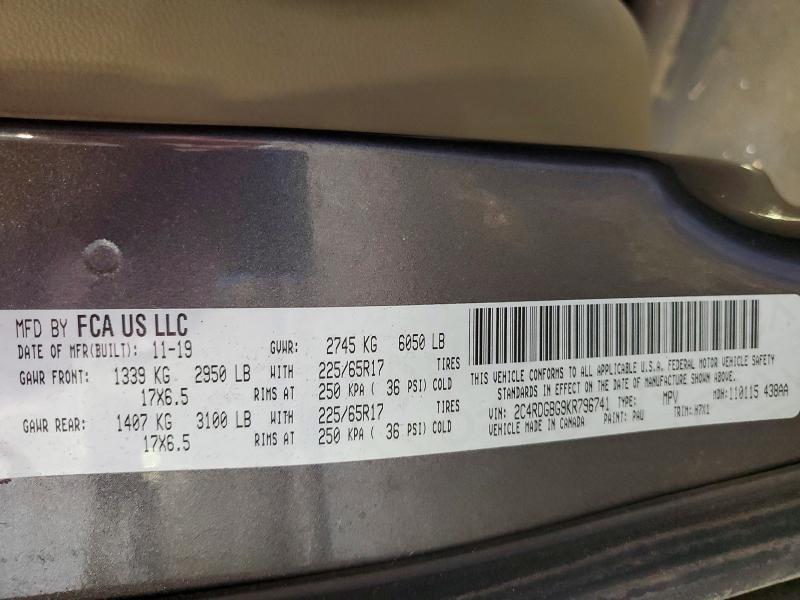 MFD BY FCA US LLC
DATE OF MFR(BUILT): 11-19 GVWR: 2745 KG 6050 LB
GAWR FRONT: 1339 KG 2950 LB WITH 225/65R17 TIRES
17X6.5 RIMS AT 250 KPA ( 36 PSI) COLD
GAWR REAR: 1407 KG 3100 LB WITH 225/65R17 TIRES
17X6.5 RIMS AT 250 KPA ( 36 PSI) COLD
THIS VEHICLE CONFORMS TO ALL APPLICABLE U.S.A. FEDERAL MOTOR VEHICLE SAFETY
STANDARDS IN EFFECT ON THE DATE OF MANUFACTURE SHOWN ABOVE.
VIN: 2C4RDGBG9KR796741 TYPE: MPV MDH: 110115 438AA
VEHICLE MADE IN CANADA PAINT: PAU TRIM: H7X1